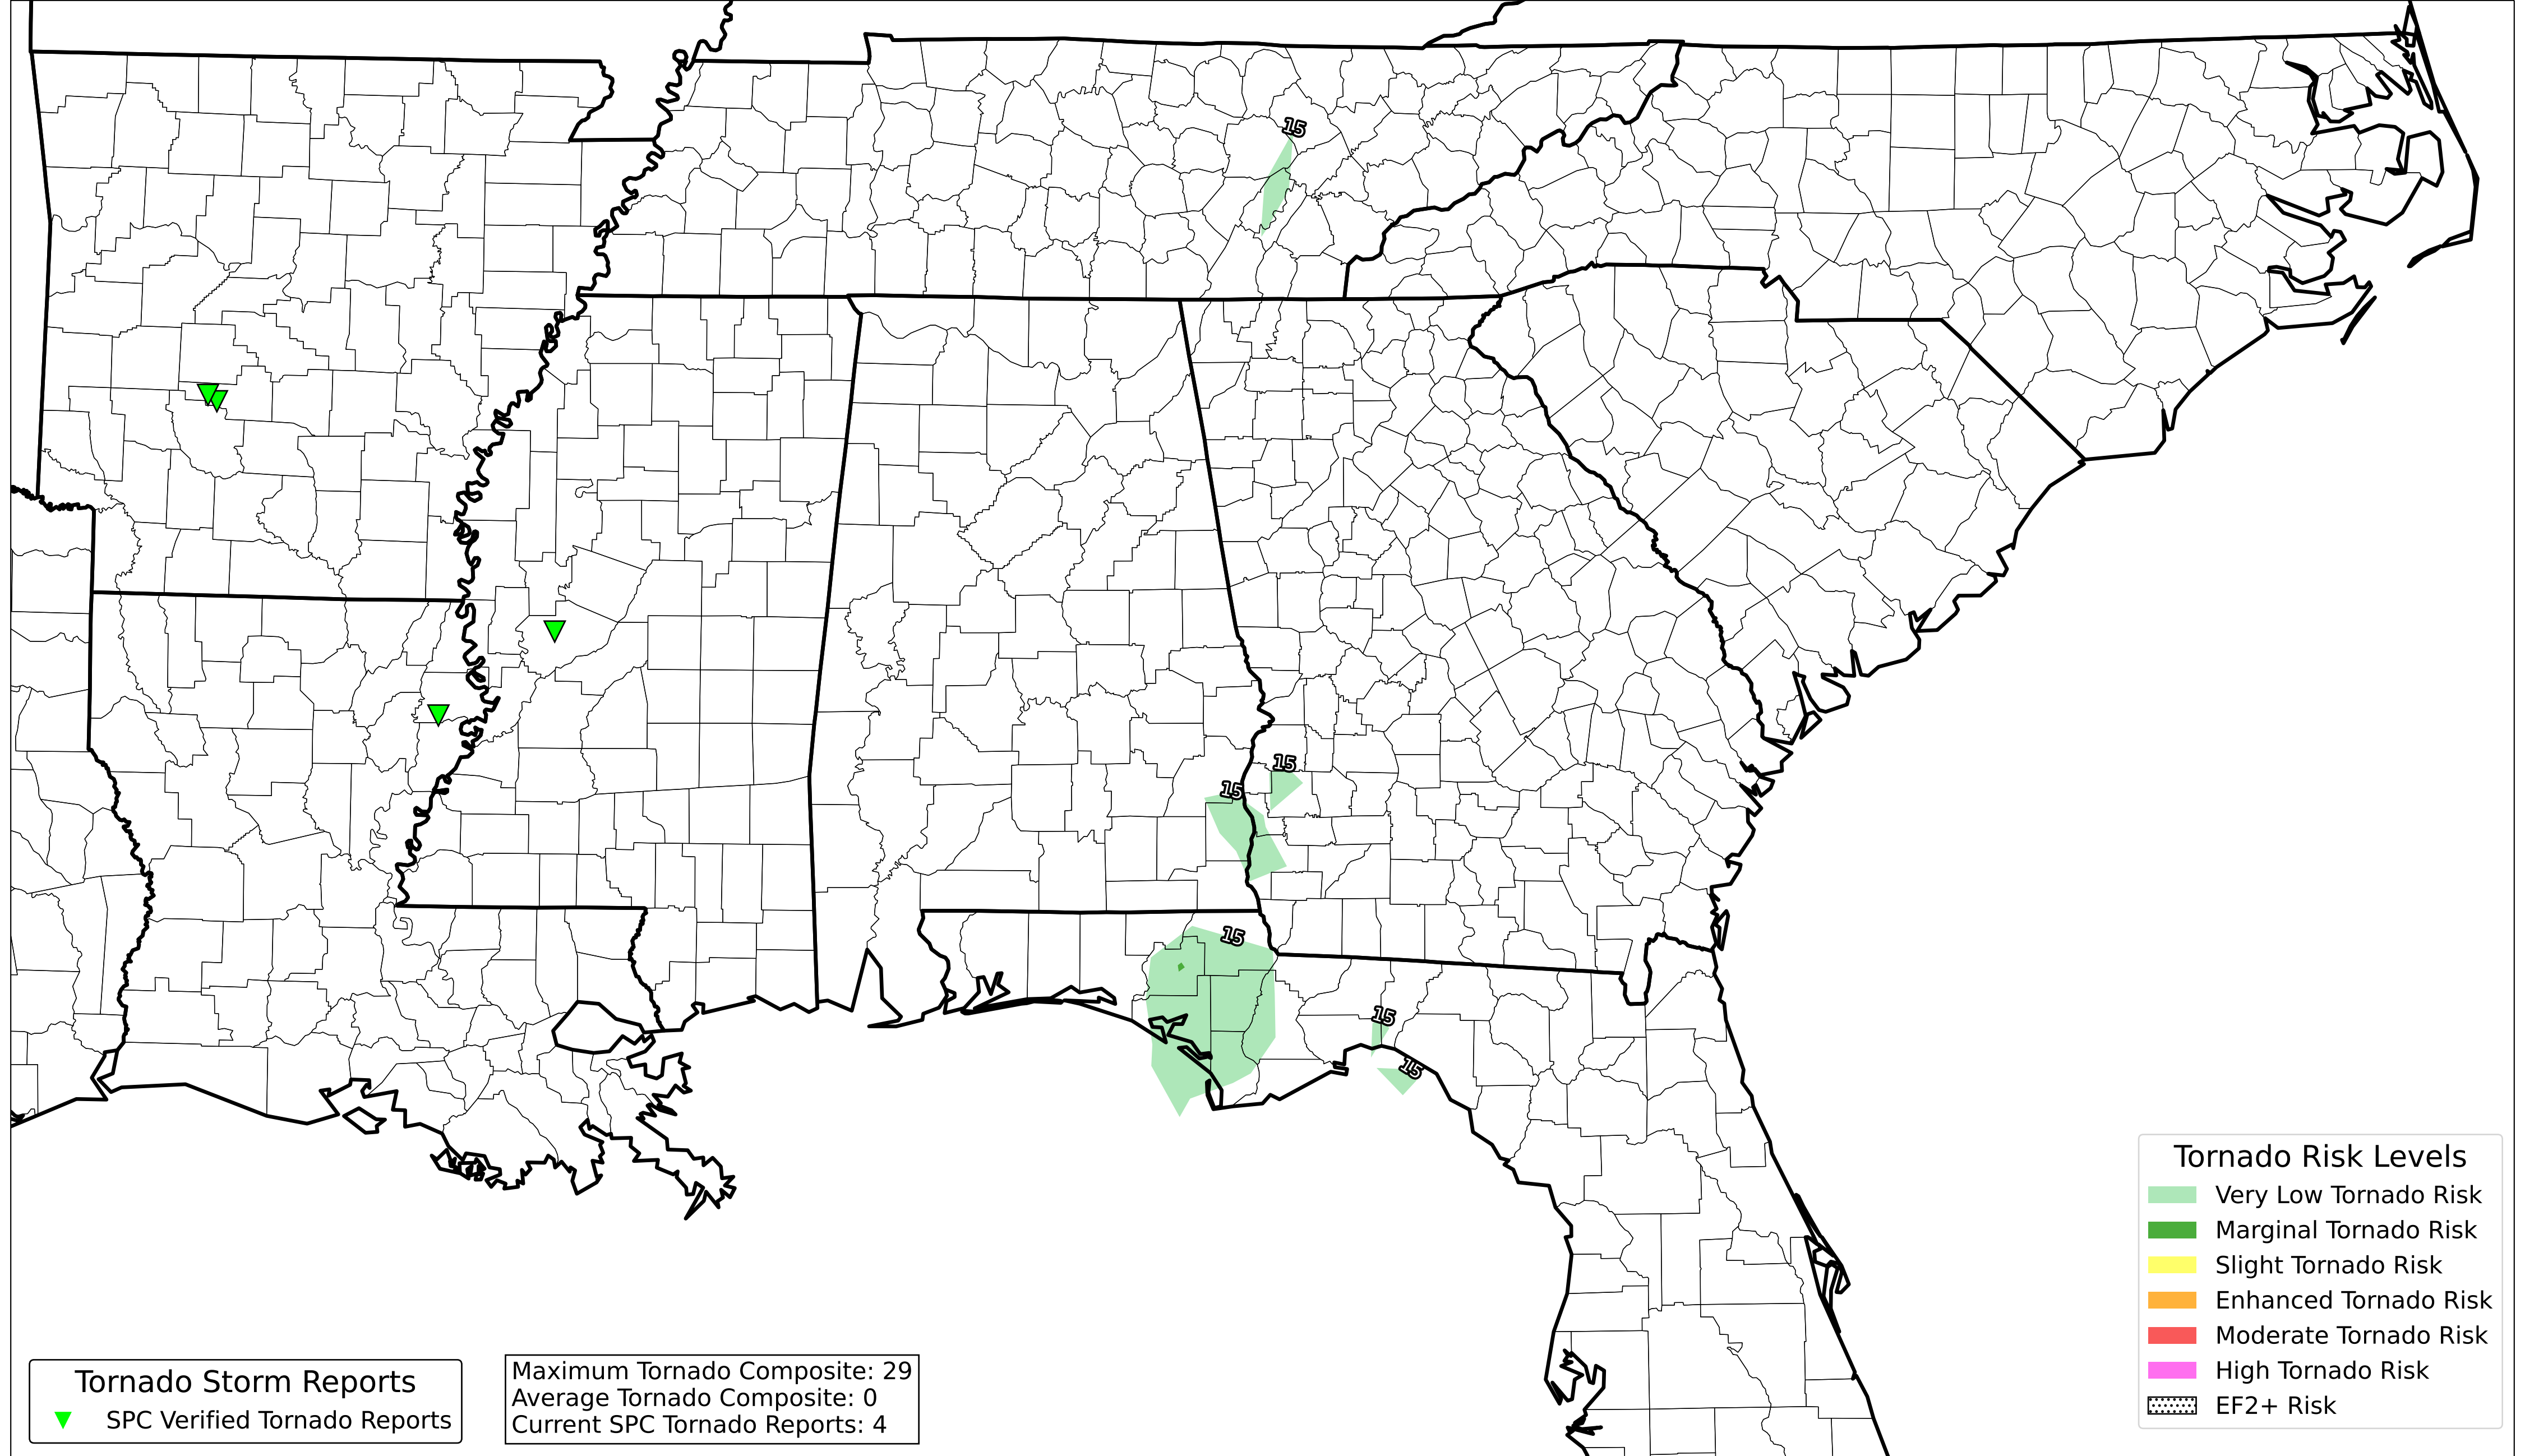 15
15
15
15
15
15
Tornado Risk Levels
Very Low Tornado Risk
Marginal Tornado Risk
Slight Tornado Risk
Enhanced Tornado Risk
Moderate Tornado Risk
High Tornado Risk
EF2+ Risk
Tornado Storm Reports
SPC Verified Tornado Reports
Maximum Tornado Composite: 29
Average Tornado Composite: 0
Current SPC Tornado Reports: 4